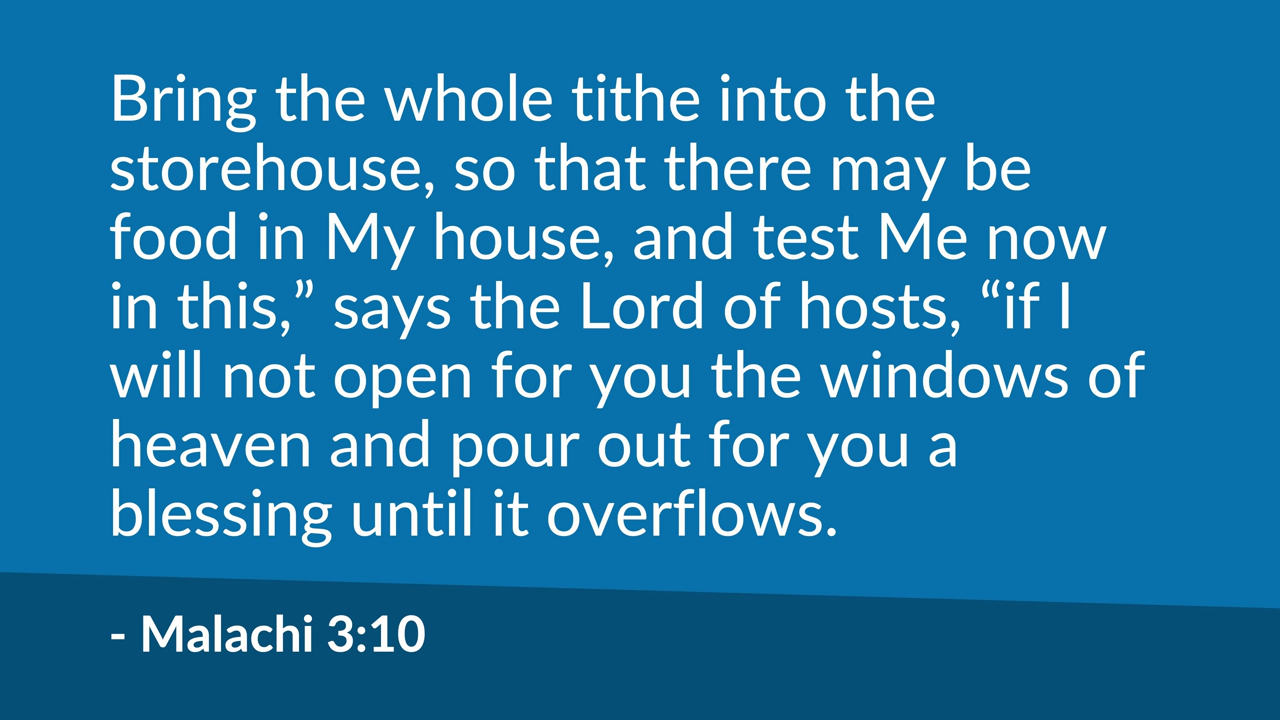 Bring the whole tithe into the
storehouse, so that there may be
food in My house, and test Me now
in this,” says the Lord of hosts, “if I
will not open for you the windows of
heaven and pour out for you a
blessing until it overflows.
- Malachi 3:10